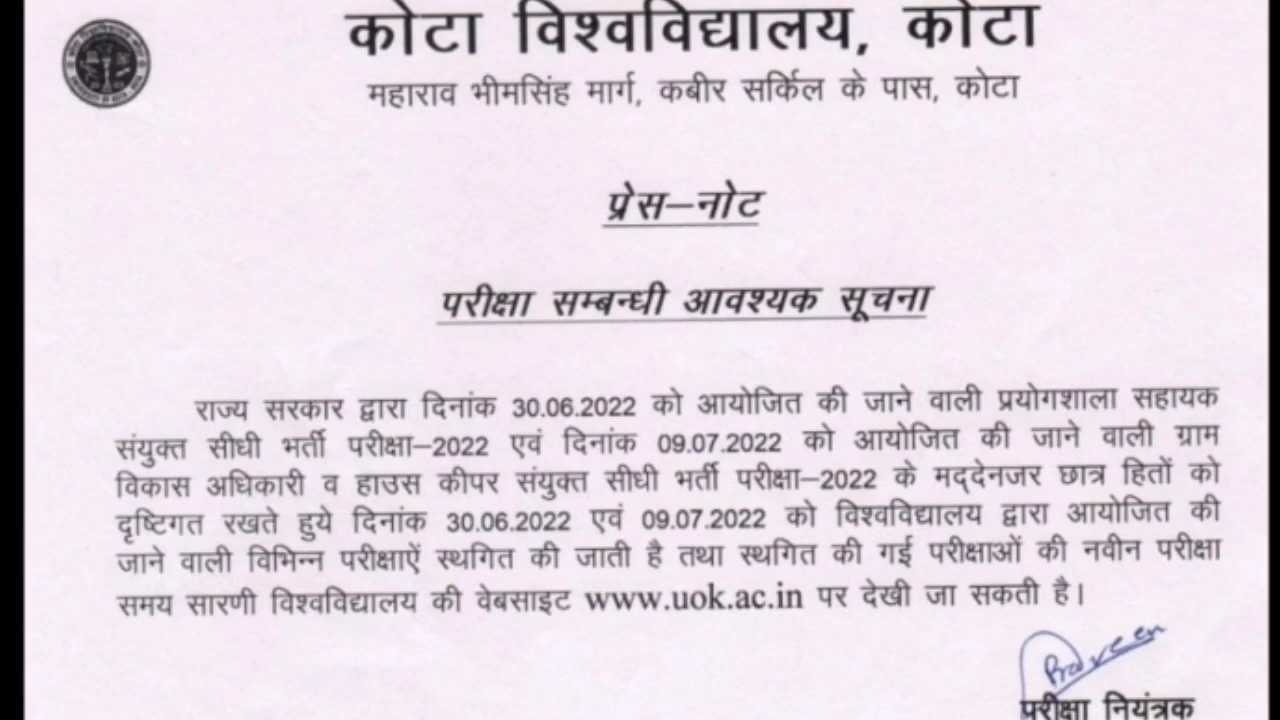 कोटा विश्वविद्यालय, कोटा
महाराव भीमसिंह मार्ग, कबीर सर्किल के पास, कोटा
प्रेस–नोट
परीक्षा सम्बन्धी आवश्यक सूचना
राज्य सरकार द्वारा दिनांक 30.06.2022 को आयोजित की जाने वाली प्रयोगशाला सहायक
संयुक्त सीधी भर्ती परीक्षा–2022 एवं दिनांक 09.07.2022 को आयोजित की जाने वाली ग्राम
विकास अधिकारी व हाउस कीपर संयुक्त सीधी भर्ती परीक्षा–2022 के मद्‌देनजर छात्र हितों को
दृष्टिगत रखते हुये दिनांक 30.06.2022 एवं 09.07.2022 को विश्वविद्यालय द्वारा आयोजित की
जाने वाली विभिन्न परीक्षाऐं स्थगित की जाती है तथा स्थगित की गई परीक्षाओं की नवीन परीक्षा
समय सारणी विश्वविद्यालय की वेबसाइट www.uok.ac.in पर देखी जा सकती है।
Praveen
परीक्षा नियंत्रक